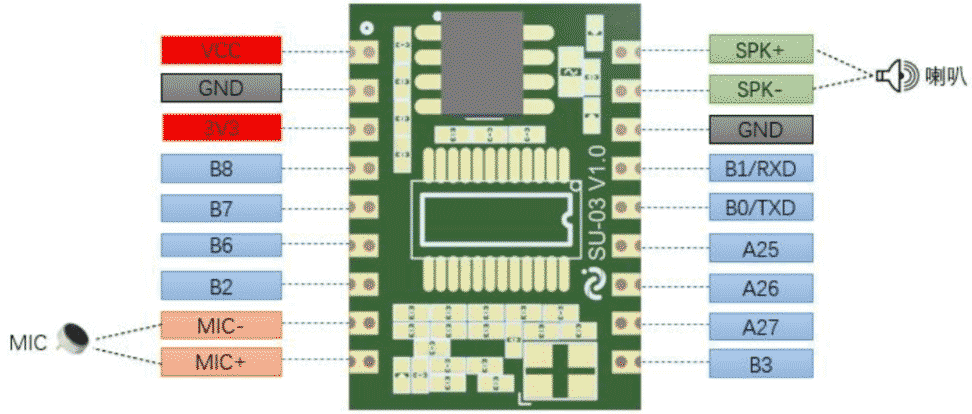 VCC
GND
3V3
B8
B7
B6
B2
MIC-
MIC+
MIC
SU-03 V1.0
SPK+
SPK-
喇叭
GND
B1/RXD
B0/TXD
A25
A26
A27
B3